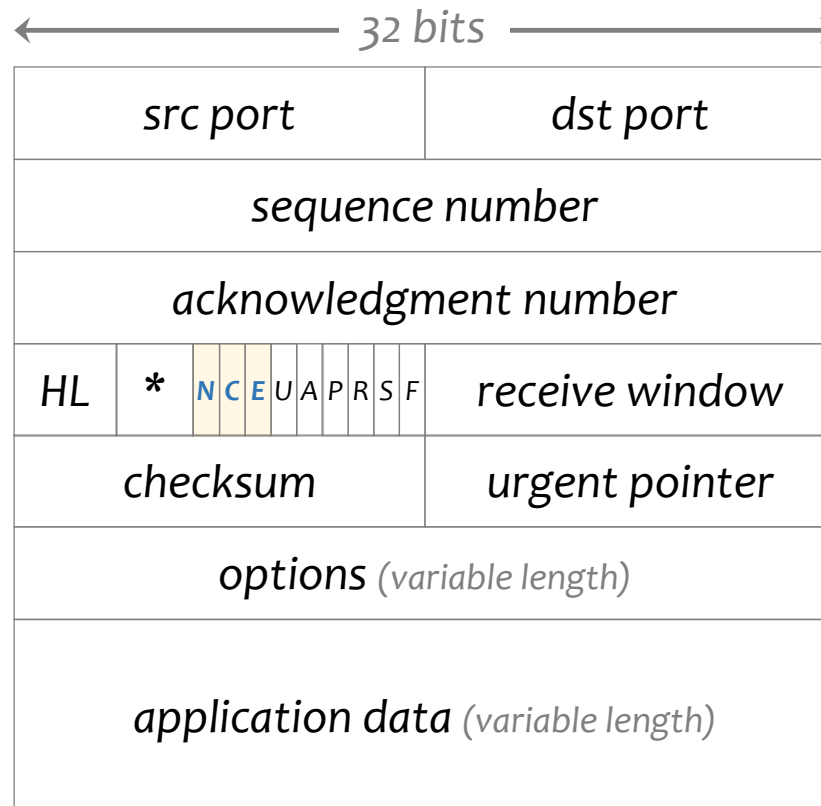 32 bits
src port dst port
sequence number
acknowledgment number
HL * N C E U A P R S F receive window
checksum urgent pointer
options (variable length)
application data (variable length)